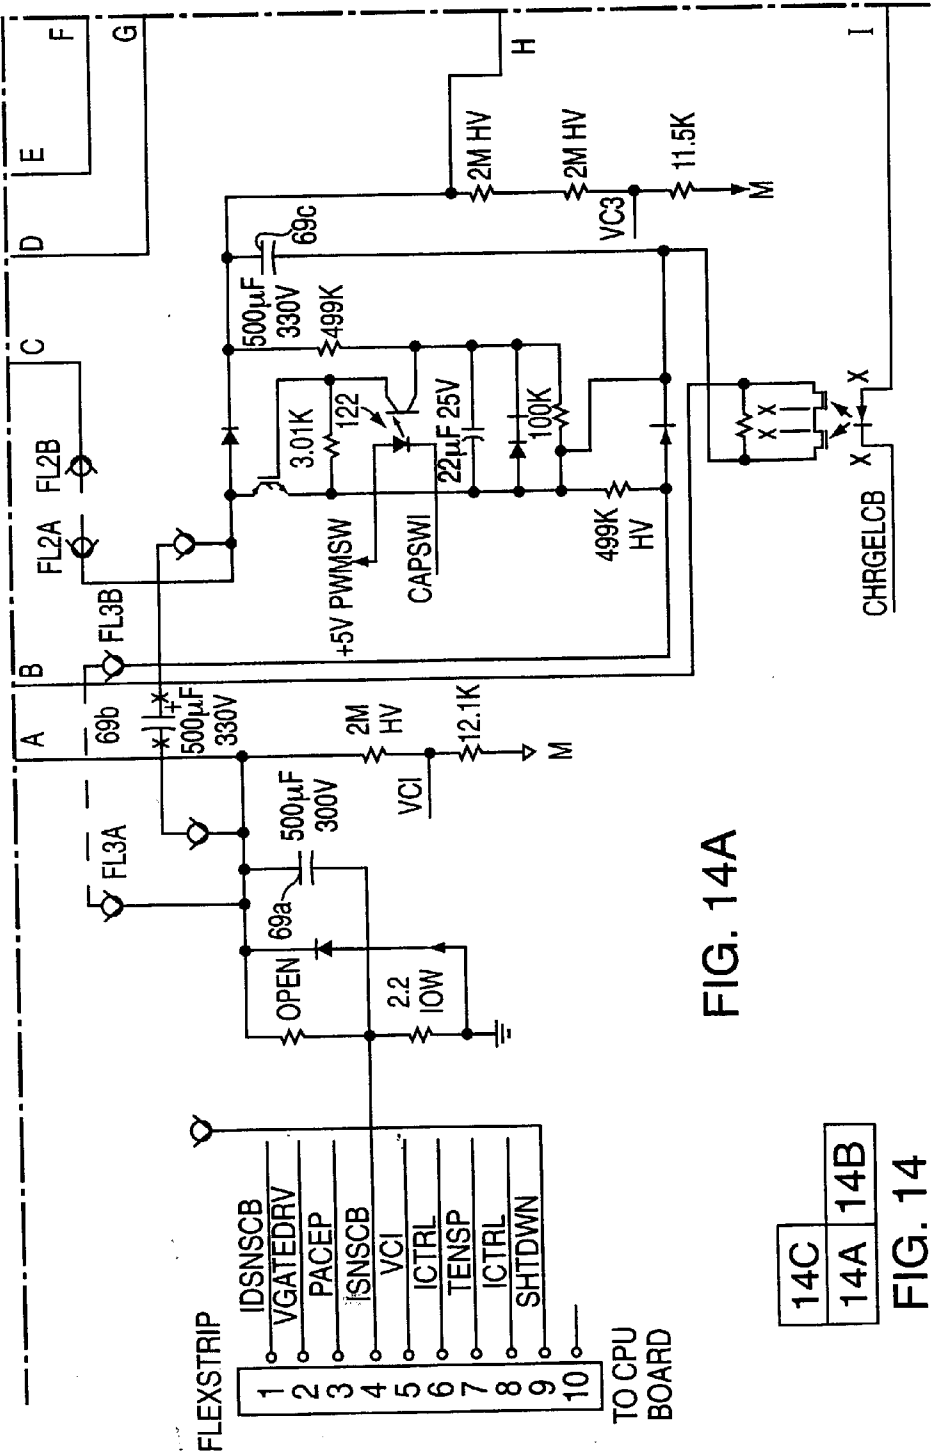 FLEXSTRIP
1 IDSNSCB
2 VGATEDRV
3 PACEP
4 ISNSCB
5 VCI
6 ICTRL
7 TENSP
8 ICTRL
9 SHTDWN
10
TO CPU
BOARD
A
B
C
D
E
F
G
H
I
FL3A
FL3B
FL2A
FL2B
69b
+
X
X
500μF
330V
OPEN
69a
500μF
300V
2.2
IOW
2M
HV
VCI
12.1K
M
3.01K
122
+5V PWMSW
CAPSWI
22μF 25V
100K
499K
499K
HV
500μF
330V
69c
2M HV
2M HV
VC3
11.5K
M
X
X
X
X
CHRGELCB
FIG. 14A
14C
14A 14B
FIG. 14